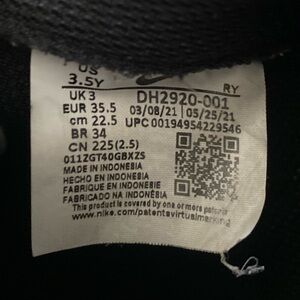 US
3.5Y RY
UK 3 DH2920-001
EUR 35.5 03/08/21 05/25/21
cm 22.5 UPC 00194954229546
BR 34
CN 225(2.5)
011ZGT40GBXZS
MADE IN INDONESIA
HECHO EN INDONESIA
FABRIQUE EN INDONESIE
FABRICADO NA INDONÉSIA
This product is covered by one or more patents
www.nike.com/patentsvirtualmarking